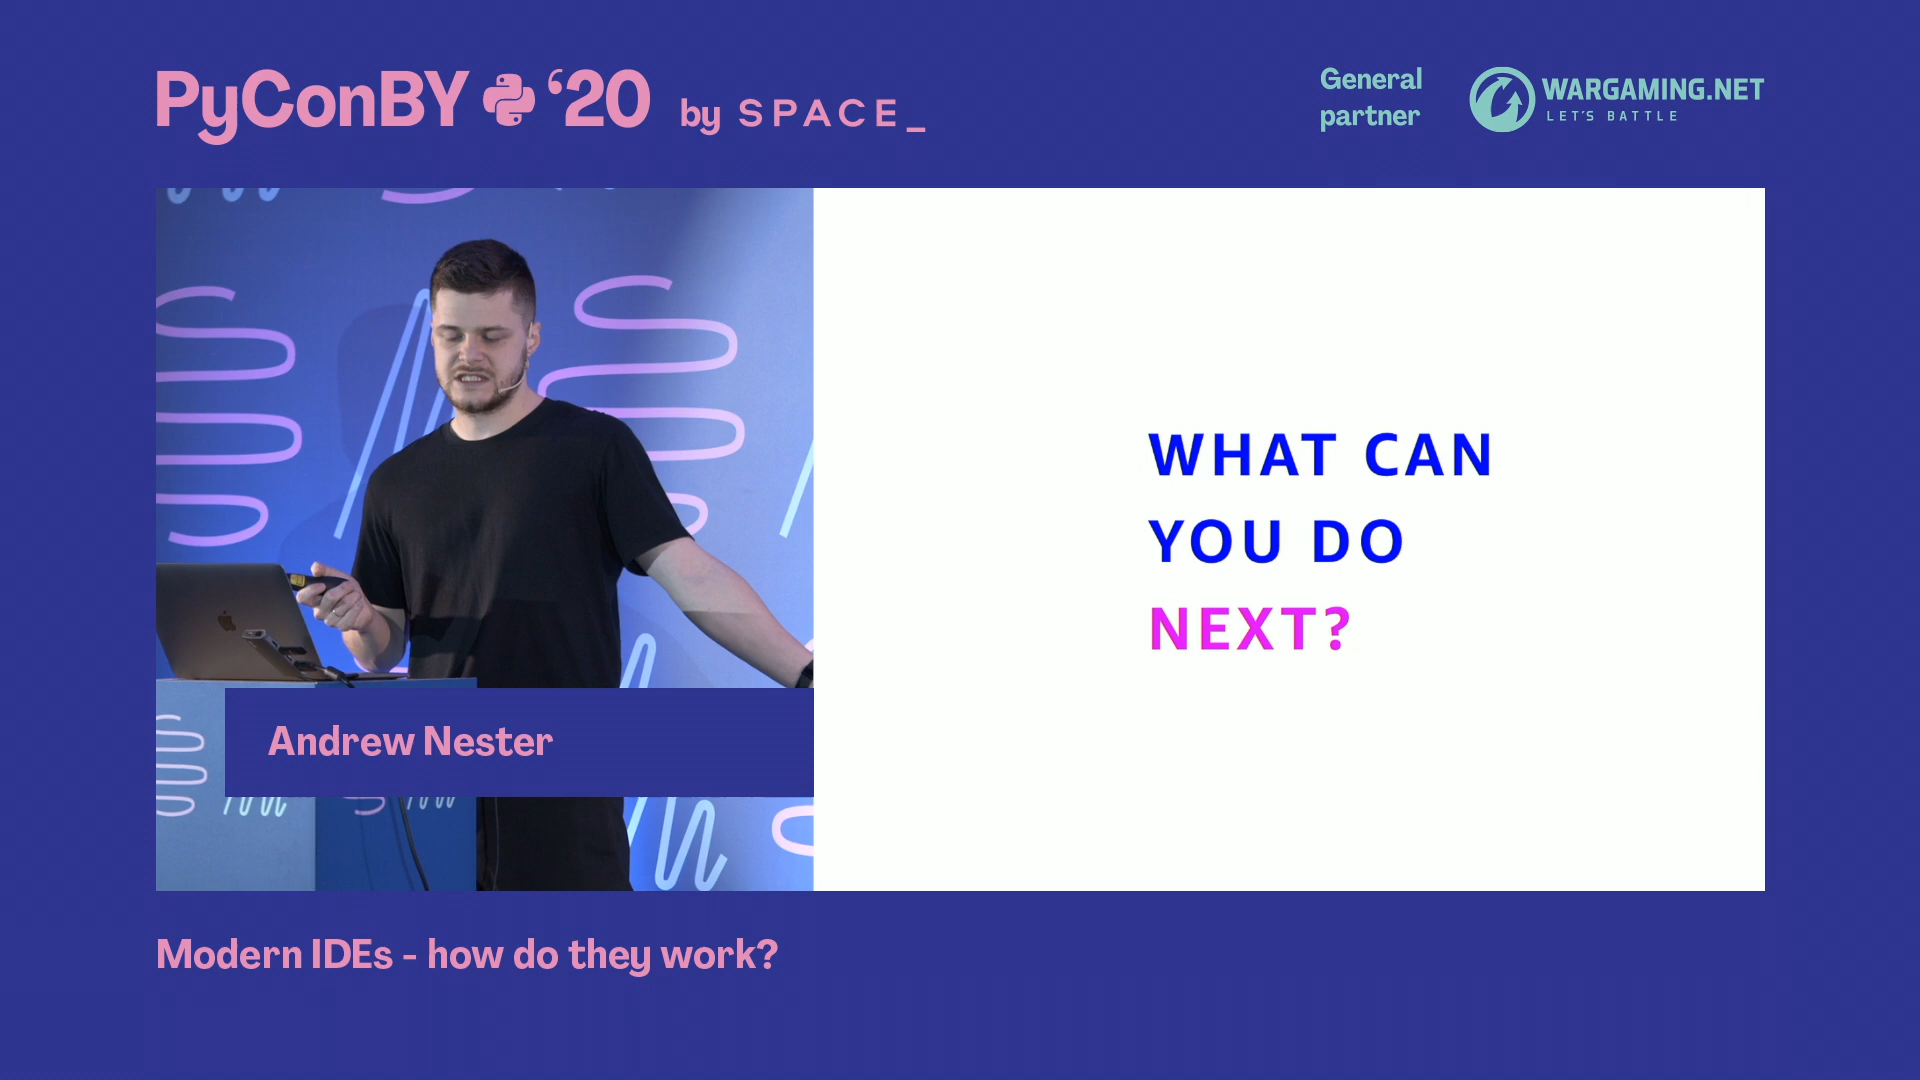 PyConBY '20 by SPACE_
General
partner
WARGAMING.NET
LET'S BATTLE
WHAT CAN
YOU DO
NEXT?
Andrew Nester
Modern IDEs - how do they work?